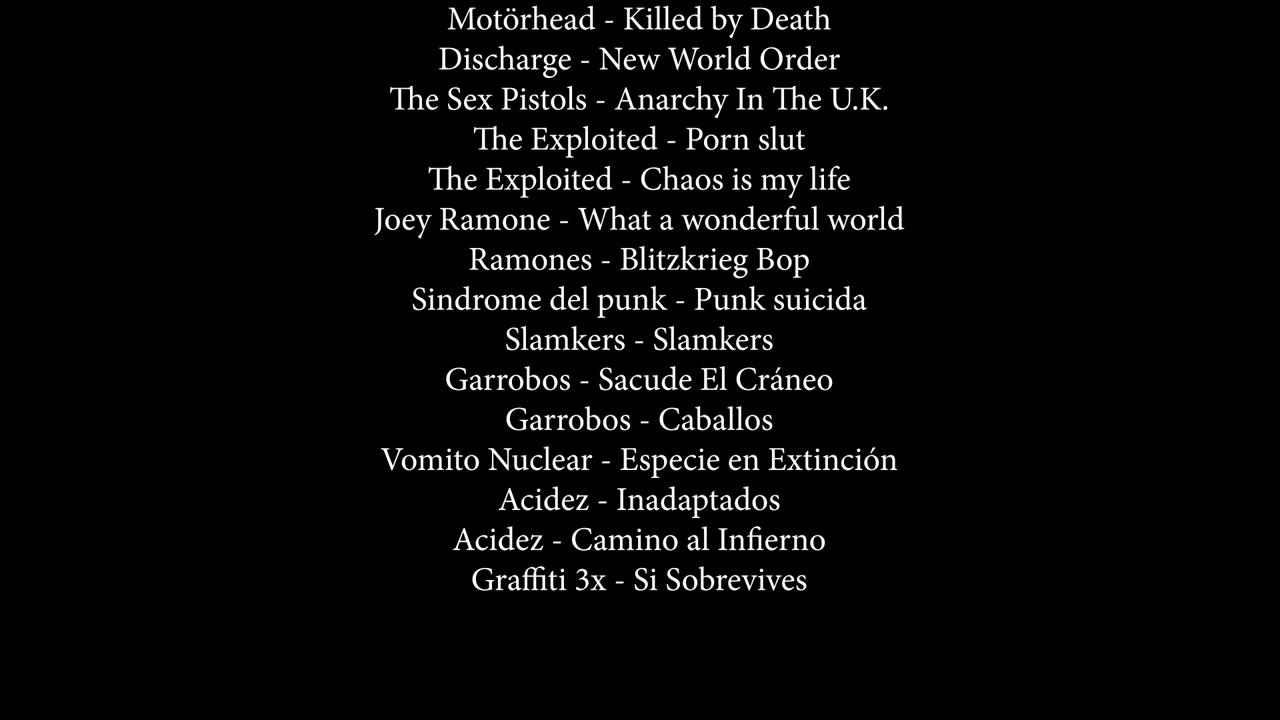 Motörhead - Killed by Death
Discharge - New World Order
The Sex Pistols - Anarchy In The U.K.
The Exploited - Porn slut
The Exploited - Chaos is my life
Joey Ramone - What a wonderful world
Ramones - Blitzkrieg Bop
Sindrome del punk - Punk suicida
Slamkers - Slamkers
Garrobos - Sacude El Cráneo
Garrobos - Caballos
Vomito Nuclear - Especie en Extinción
Acidez - Inadaptados
Acidez - Camino al Infierno
Graffiti 3x - Si Sobrevives